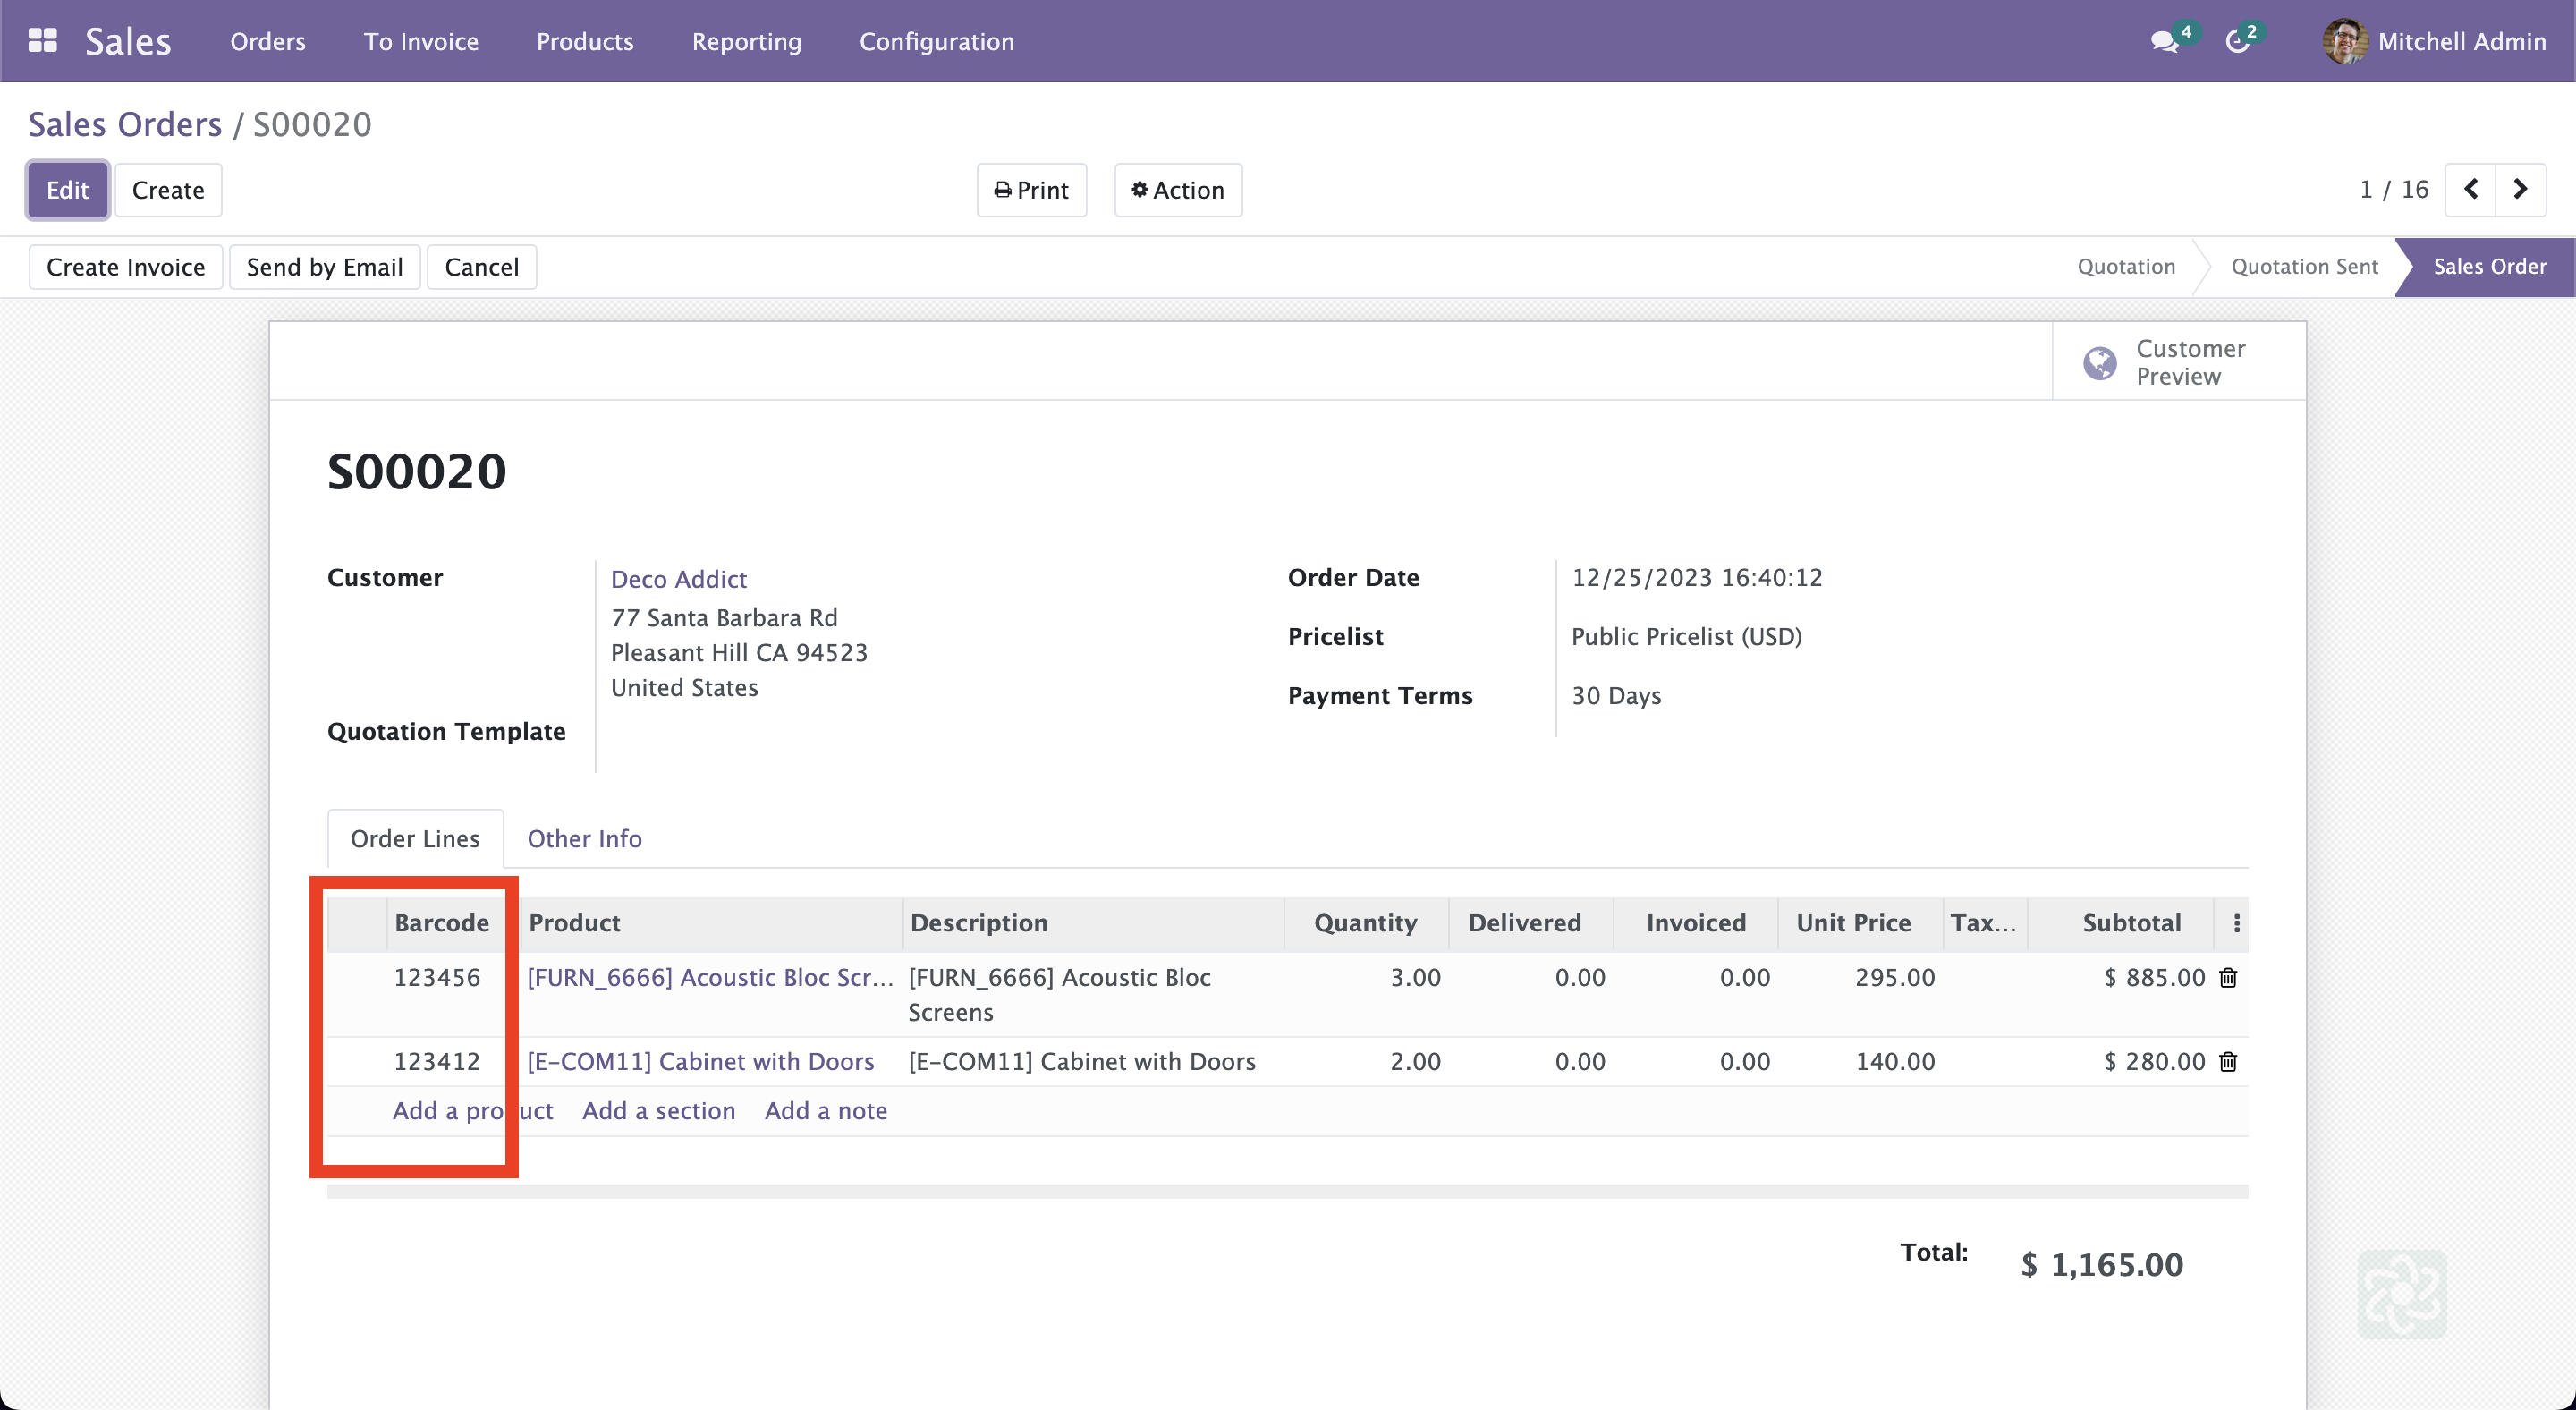 Sales Orders To Invoice Products Reporting Configuration 4 2 Mitchell Admin
Sales Orders / S00020
Edit Create Print Action 1 / 16
Create Invoice Send by Email Cancel Quotation Quotation Sent Sales Order
Customer
Preview
S00020
Customer Deco Addict Order Date 12/25/2023 16:40:12
77 Santa Barbara Rd Pricelist Public Pricelist (USD)
Pleasant Hill CA 94523
United States Payment Terms 30 Days
Quotation Template
Order Lines Other Info
Barcode Product Description Quantity Delivered Invoiced Unit Price Tax... Subtotal
123456 [FURN_6666] Acoustic Bloc Scr... [FURN_6666] Acoustic Bloc 3.00 0.00 0.00 295.00 $ 885.00
Screens
123412 [E-COM11] Cabinet with Doors [E-COM11] Cabinet with Doors 2.00 0.00 0.00 140.00 $ 280.00
Add a product Add a section Add a note
Total: $ 1,165.00